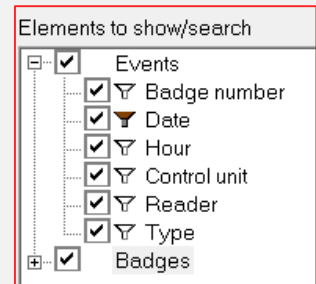 Elements to show/search
Events
Badge number
Date
Hour
Control unit
Reader
Type
Badges